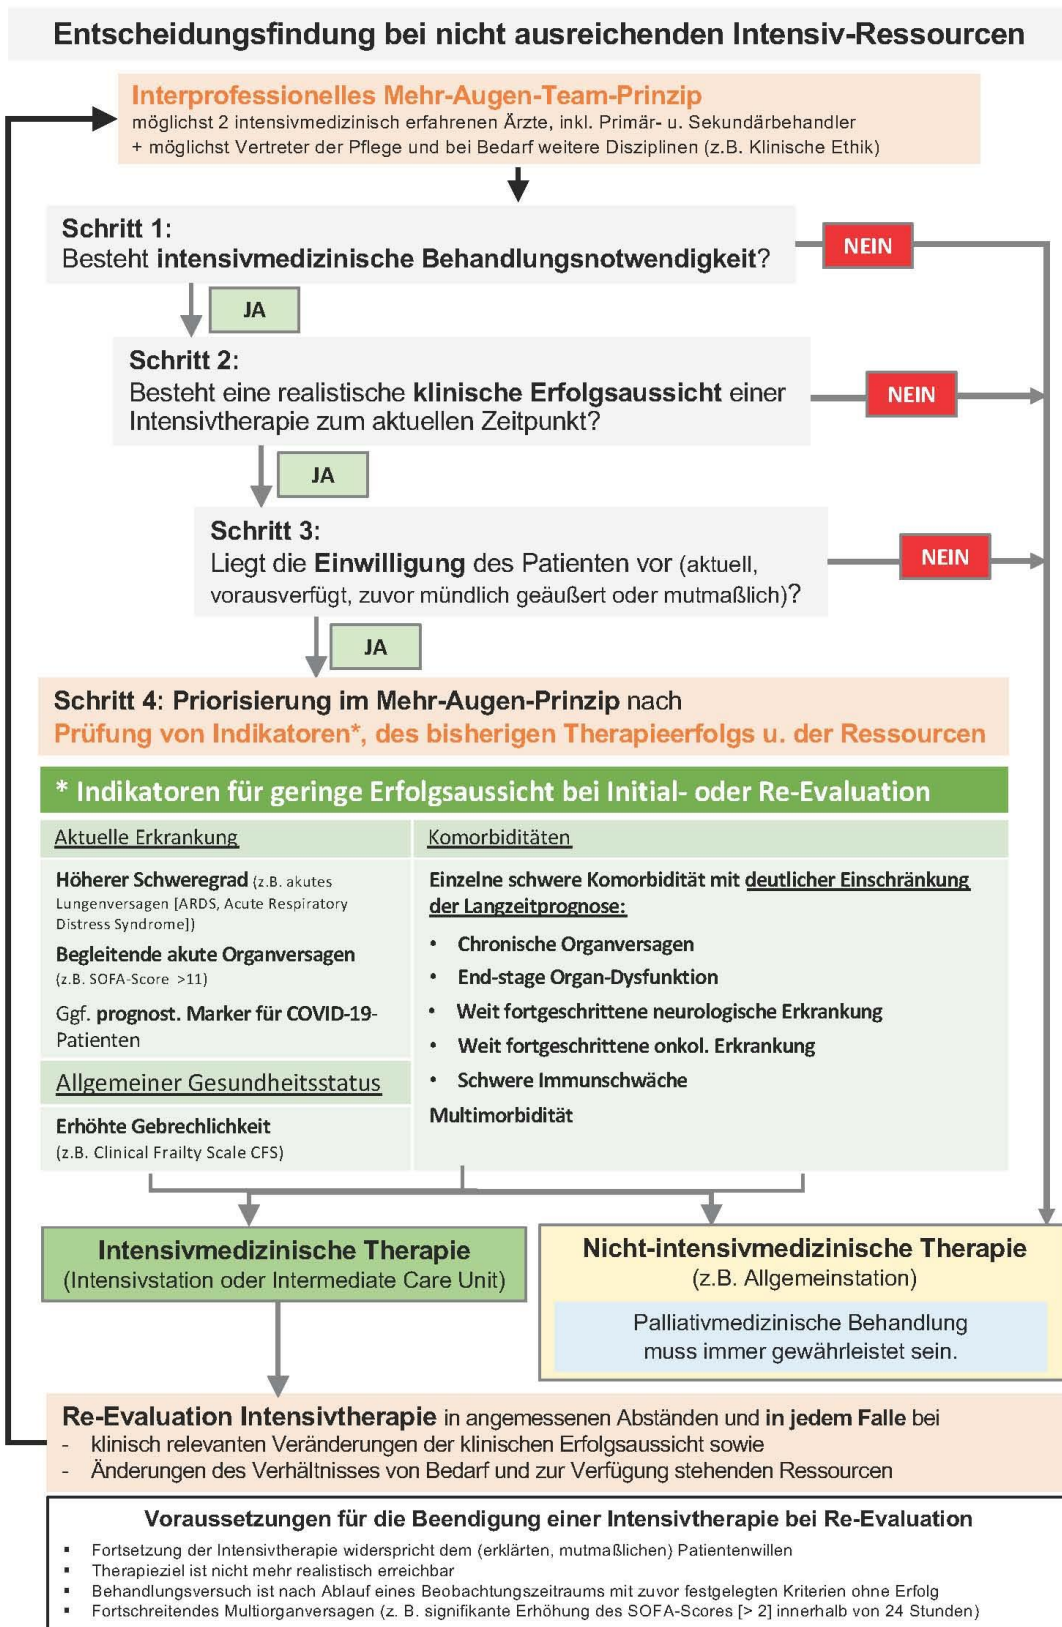 Entscheidungsfindung bei nicht ausreichenden Intensiv-Ressourcen
Interprofessionelles Mehr-Augen-Team-Prinzip
möglichst 2 intensivmedizinisch erfahrenen Ärzte, inkl. Primär- u. Sekundärbehandler
+ möglichst Vertreter der Pflege und bei Bedarf weitere Disziplinen (z.B. Klinische Ethik)
Schritt 1:
Besteht intensivmedizinische Behandlungsnotwendigkeit?
NEIN
JA
Schritt 2:
Besteht eine realistische klinische Erfolgsaussicht einer
Intensivtherapie zum aktuellen Zeitpunkt?
NEIN
JA
Schritt 3:
Liegt die Einwilligung des Patienten vor (aktuell,
vorausverfügt, zuvor mündlich geäußert oder mutmaßlich)?
NEIN
JA
Schritt 4: Priorisierung im Mehr-Augen-Prinzip nach
Prüfung von Indikatoren*, des bisherigen Therapieerfolgs u. der Ressourcen
* Indikatoren für geringe Erfolgsaussicht bei Initial- oder Re-Evaluation
Aktuelle Erkrankung
Höherer Schweregrad (z.B. akutes
Lungenversagen [ARDS, Acute Respiratory
Distress Syndrome])
Begleitende akute Organversagen
(z.B. SOFA-Score >11)
Ggf. prognost. Marker für COVID-19-
Patienten
Allgemeiner Gesundheitsstatus
Erhöhte Gebrechlichkeit
(z.B. Clinical Frailty Scale CFS)
Komorbiditäten
Einzelne schwere Komorbidität mit deutlicher Einschränkung
der Langzeitprognose:
• Chronische Organversagen
• End-stage Organ-Dysfunktion
• Weit fortgeschrittene neurologische Erkrankung
• Weit fortgeschrittene onkol. Erkrankung
• Schwere Immunschwäche
Multimorbidität
Intensivmedizinische Therapie
(Intensivstation oder Intermediate Care Unit)
Nicht-intensivmedizinische Therapie
(z.B. Allgemeinstation)
Palliativmedizinische Behandlung
muss immer gewährleistet sein.
Re-Evaluation Intensivtherapie in angemessenen Abständen und in jedem Falle bei
- klinisch relevanten Veränderungen der klinischen Erfolgsaussicht sowie
- Änderungen des Verhältnisses von Bedarf und zur Verfügung stehenden Ressourcen
Voraussetzungen für die Beendigung einer Intensivtherapie bei Re-Evaluation
▪ Fortsetzung der Intensivtherapie widerspricht dem (erklärten, mutmaßlichen) Patientenwillen
▪ Therapieziel ist nicht mehr realistisch erreichbar
▪ Behandlungsversuch ist nach Ablauf eines Beobachtungszeitraums mit zuvor festgelegten Kriterien ohne Erfolg
▪ Fortschreitendes Multiorganversagen (z. B. signifikante Erhöhung des SOFA-Scores [> 2] innerhalb von 24 Stunden)